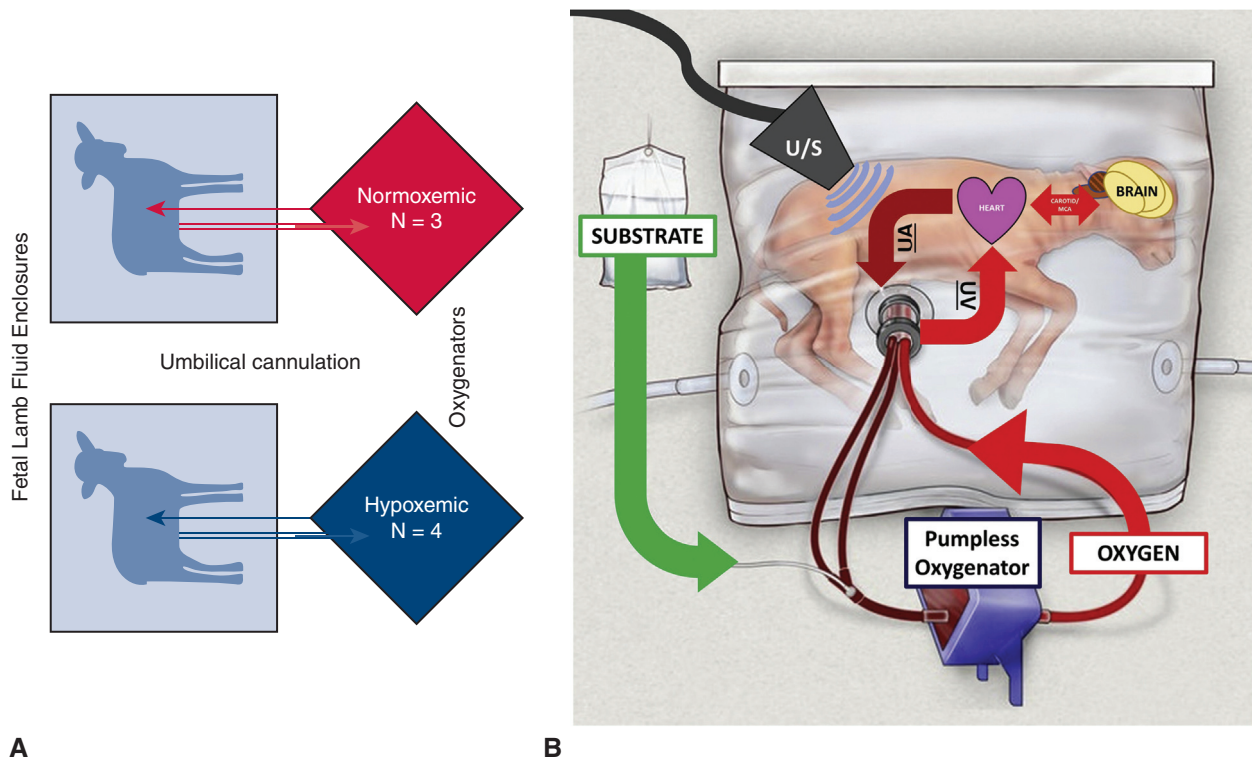 Fetal Lamb Fluid Enclosures
Normoxemic
N = 3
Umbilical cannulation
Oxygenators
Hypoxemic
N = 4
A
U/S
SUBSTRATE
HEART
CAROTID/
MCA
BRAIN
UA
UV
Pumpless
Oxygenator
OXYGEN
B